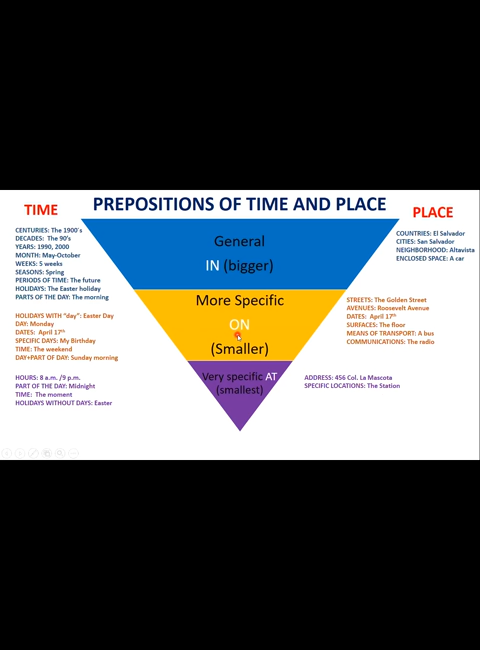 PREPOSITIONS OF TIME AND PLACE
TIME
CENTURIES: The 1900's
DECADES: The 90's
YEARS: 1990, 2000
MONTH: May-October
WEEKS: 5 weeks
SEASONS: Spring
PERIODS OF TIME: The future
HOLIDAYS: The Easter holiday
PARTS OF THE DAY: The morning
HOLIDAYS WITH "day": Easter Day
DAY: Monday
DATES: April 17th
SPECIFIC DAYS: My Birthday
TIME: The weekend
DAY+PART OF DAY: Sunday morning
HOURS: 8 a.m. /9 p.m.
PART OF THE DAY: Midnight
TIME: The moment
HOLIDAYS WITHOUT DAYS: Easter
General
IN (bigger)
More Specific
ON
(Smaller)
Very specific AT
(smallest)
PLACE
COUNTRIES: El Salvador
CITIES: San Salvador
NEIGHBORHOOD: Altavista
ENCLOSED SPACE: A car
STREETS: The Golden Street
AVENUES: Roosevelt Avenue
DATES: April 17th
SURFACES: The floor
MEANS OF TRANSPORT: A bus
COMMUNICATIONS: The radio
ADDRESS: 456 Col. La Mascota
SPECIFIC LOCATIONS: The Station